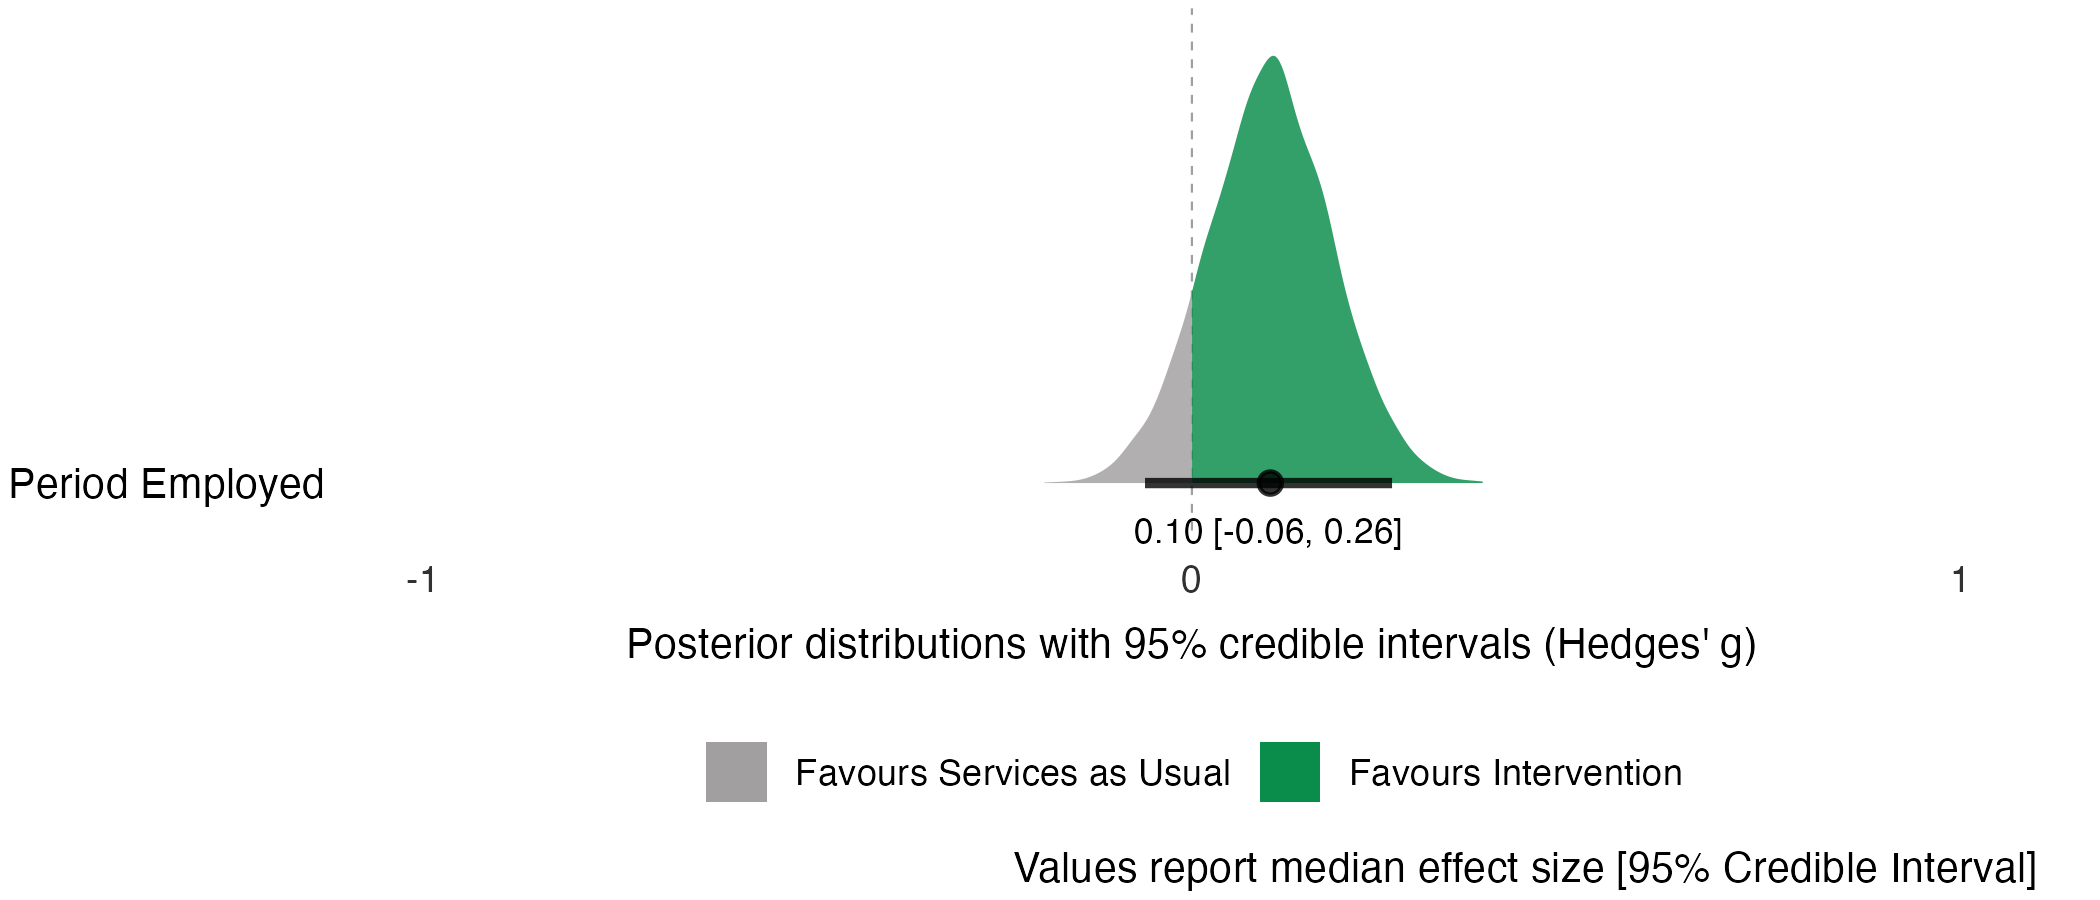 Period Employed
0.10 [-0.06, 0.26]
-1 0 1
Posterior distributions with 95% credible intervals (Hedges' g)
Favours Services as Usual Favours Intervention
Values report median effect size [95% Credible Interval]